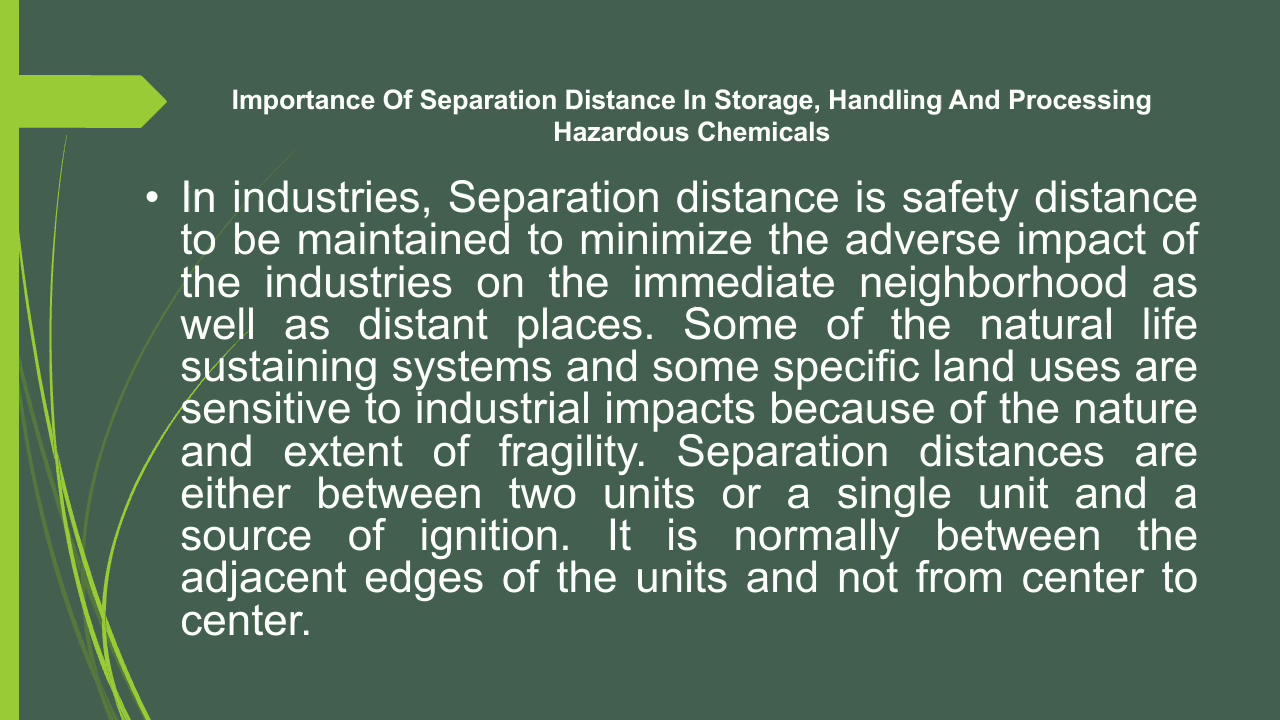 Importance Of Separation Distance In Storage, Handling And Processing
Hazardous Chemicals
• In industries, Separation distance is safety distance
to be maintained to minimize the adverse impact of
the industries on the immediate neighborhood as
well as distant places. Some of the natural life
sustaining systems and some specific land uses are
sensitive to industrial impacts because of the nature
and extent of fragility. Separation distances are
either between two units or a single unit and a
source of ignition. It is normally between the
adjacent edges of the units and not from center to
center.